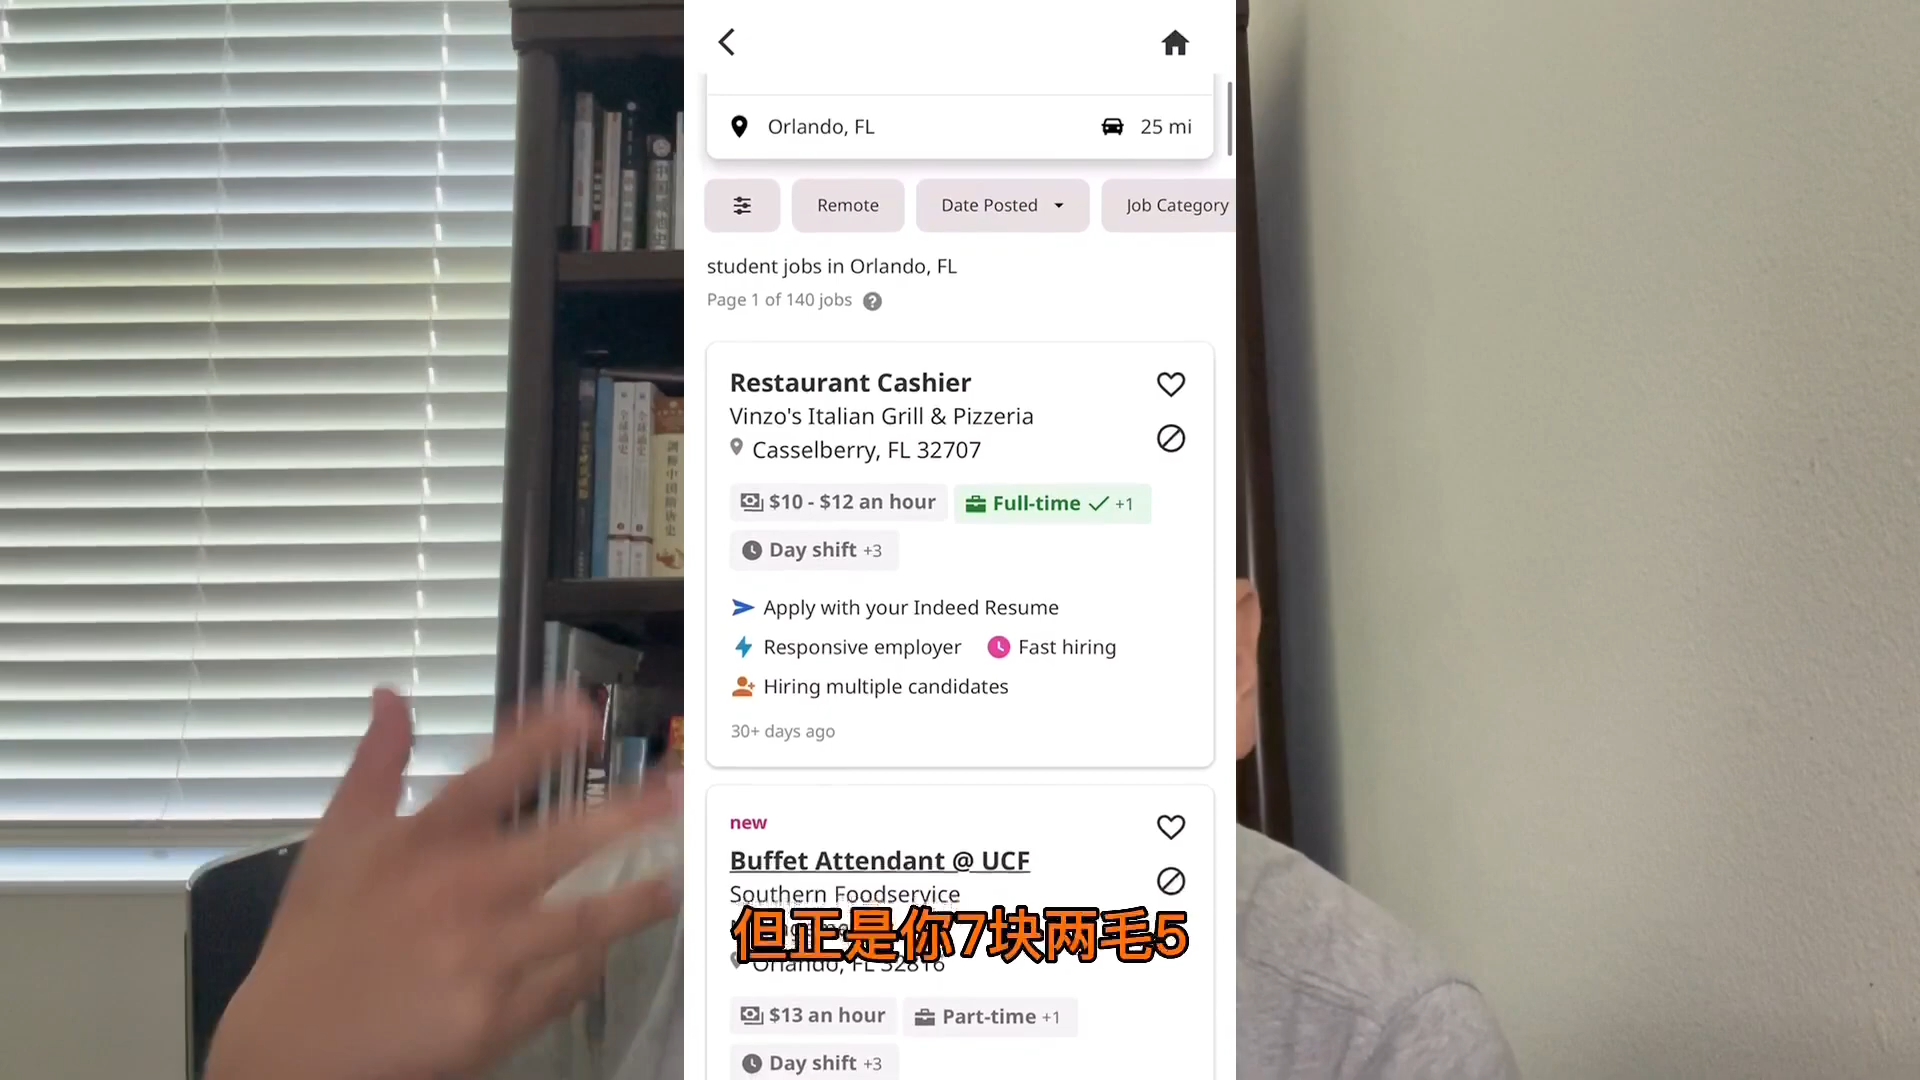 Orlando, FL
25 mi
Remote
Date Posted
Job Category
student jobs in Orlando, FL
Page 1 of 140 jobs
Restaurant Cashier
Vinzo's Italian Grill & Pizzeria
Casselberry, FL 32707
$10 - $12 an hour
Full-time +1
Day shift +3
Apply with your Indeed Resume
Responsive employer
Fast hiring
Hiring multiple candidates
30+ days ago
new
Buffet Attendant @ UCF
Southern Foodservice
但正是你7块两毛5
Orlando, FL 32816
$13 an hour
Part-time +1
Day shift +3